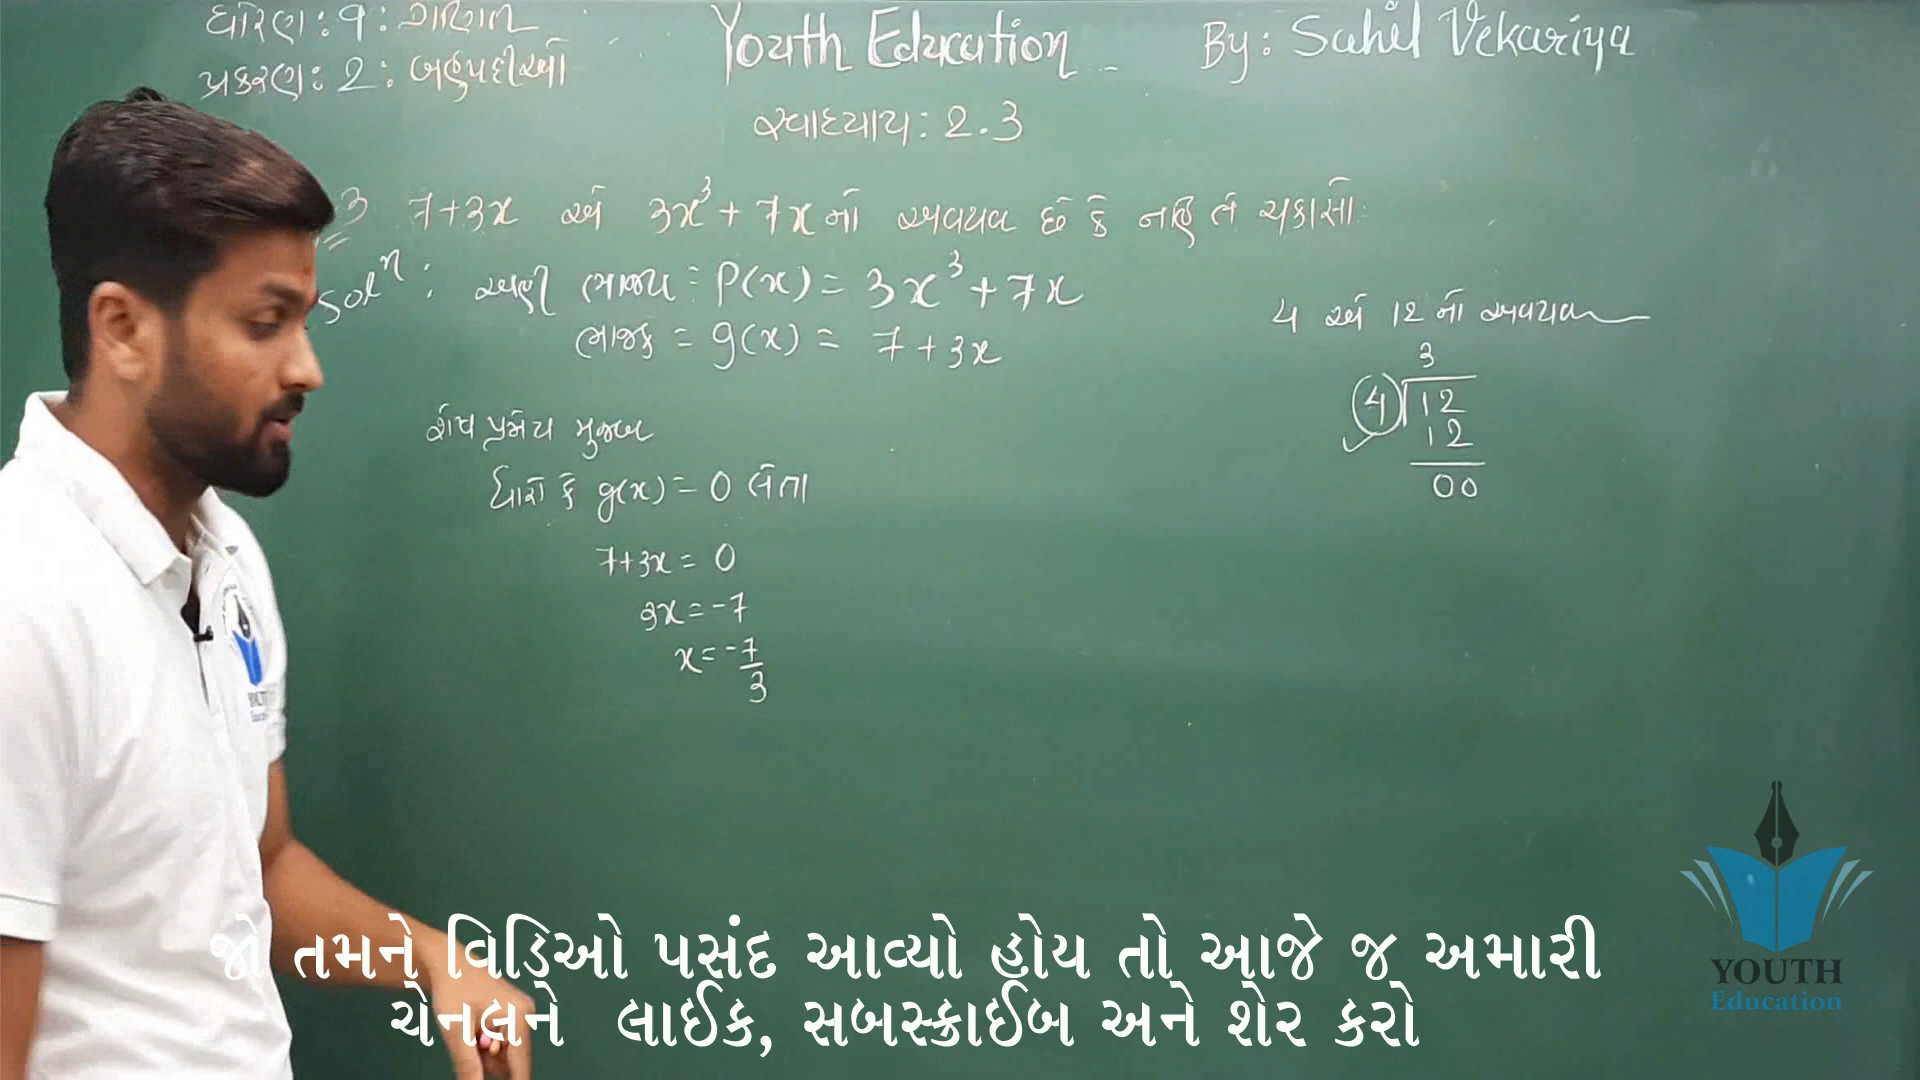 ધોરણ : ૧ : ગણિત
પ્રકરણ : 2 : બહુપદીઓ
Youth Education
By : Sahil Vekariya
સ્વાધ્યાય : 2.3
3 7+3x એ 3x³ + 7x નો અવયવ છે કે નહિ તે ચકાસો.
Solⁿ : અહી ભાજ્ય = P(x) = 3x³ + 7x
ભાજક = g(x) = 7 + 3x
શેષ પ્રમેય મુજબ
ધારો કે g(x) = 0 લેતા
7+3x = 0
3x = -7
x = -7/3
4 એ 12 નો અવયવ
3
4 ) 12
12
00
જો તમને વિડિઓ પસંદ આવ્યો હોય તો આજે જ અમારી
ચેનલને લાઈક, સબસ્ક્રાઈબ અને શેર કરો
YOUTH
Education